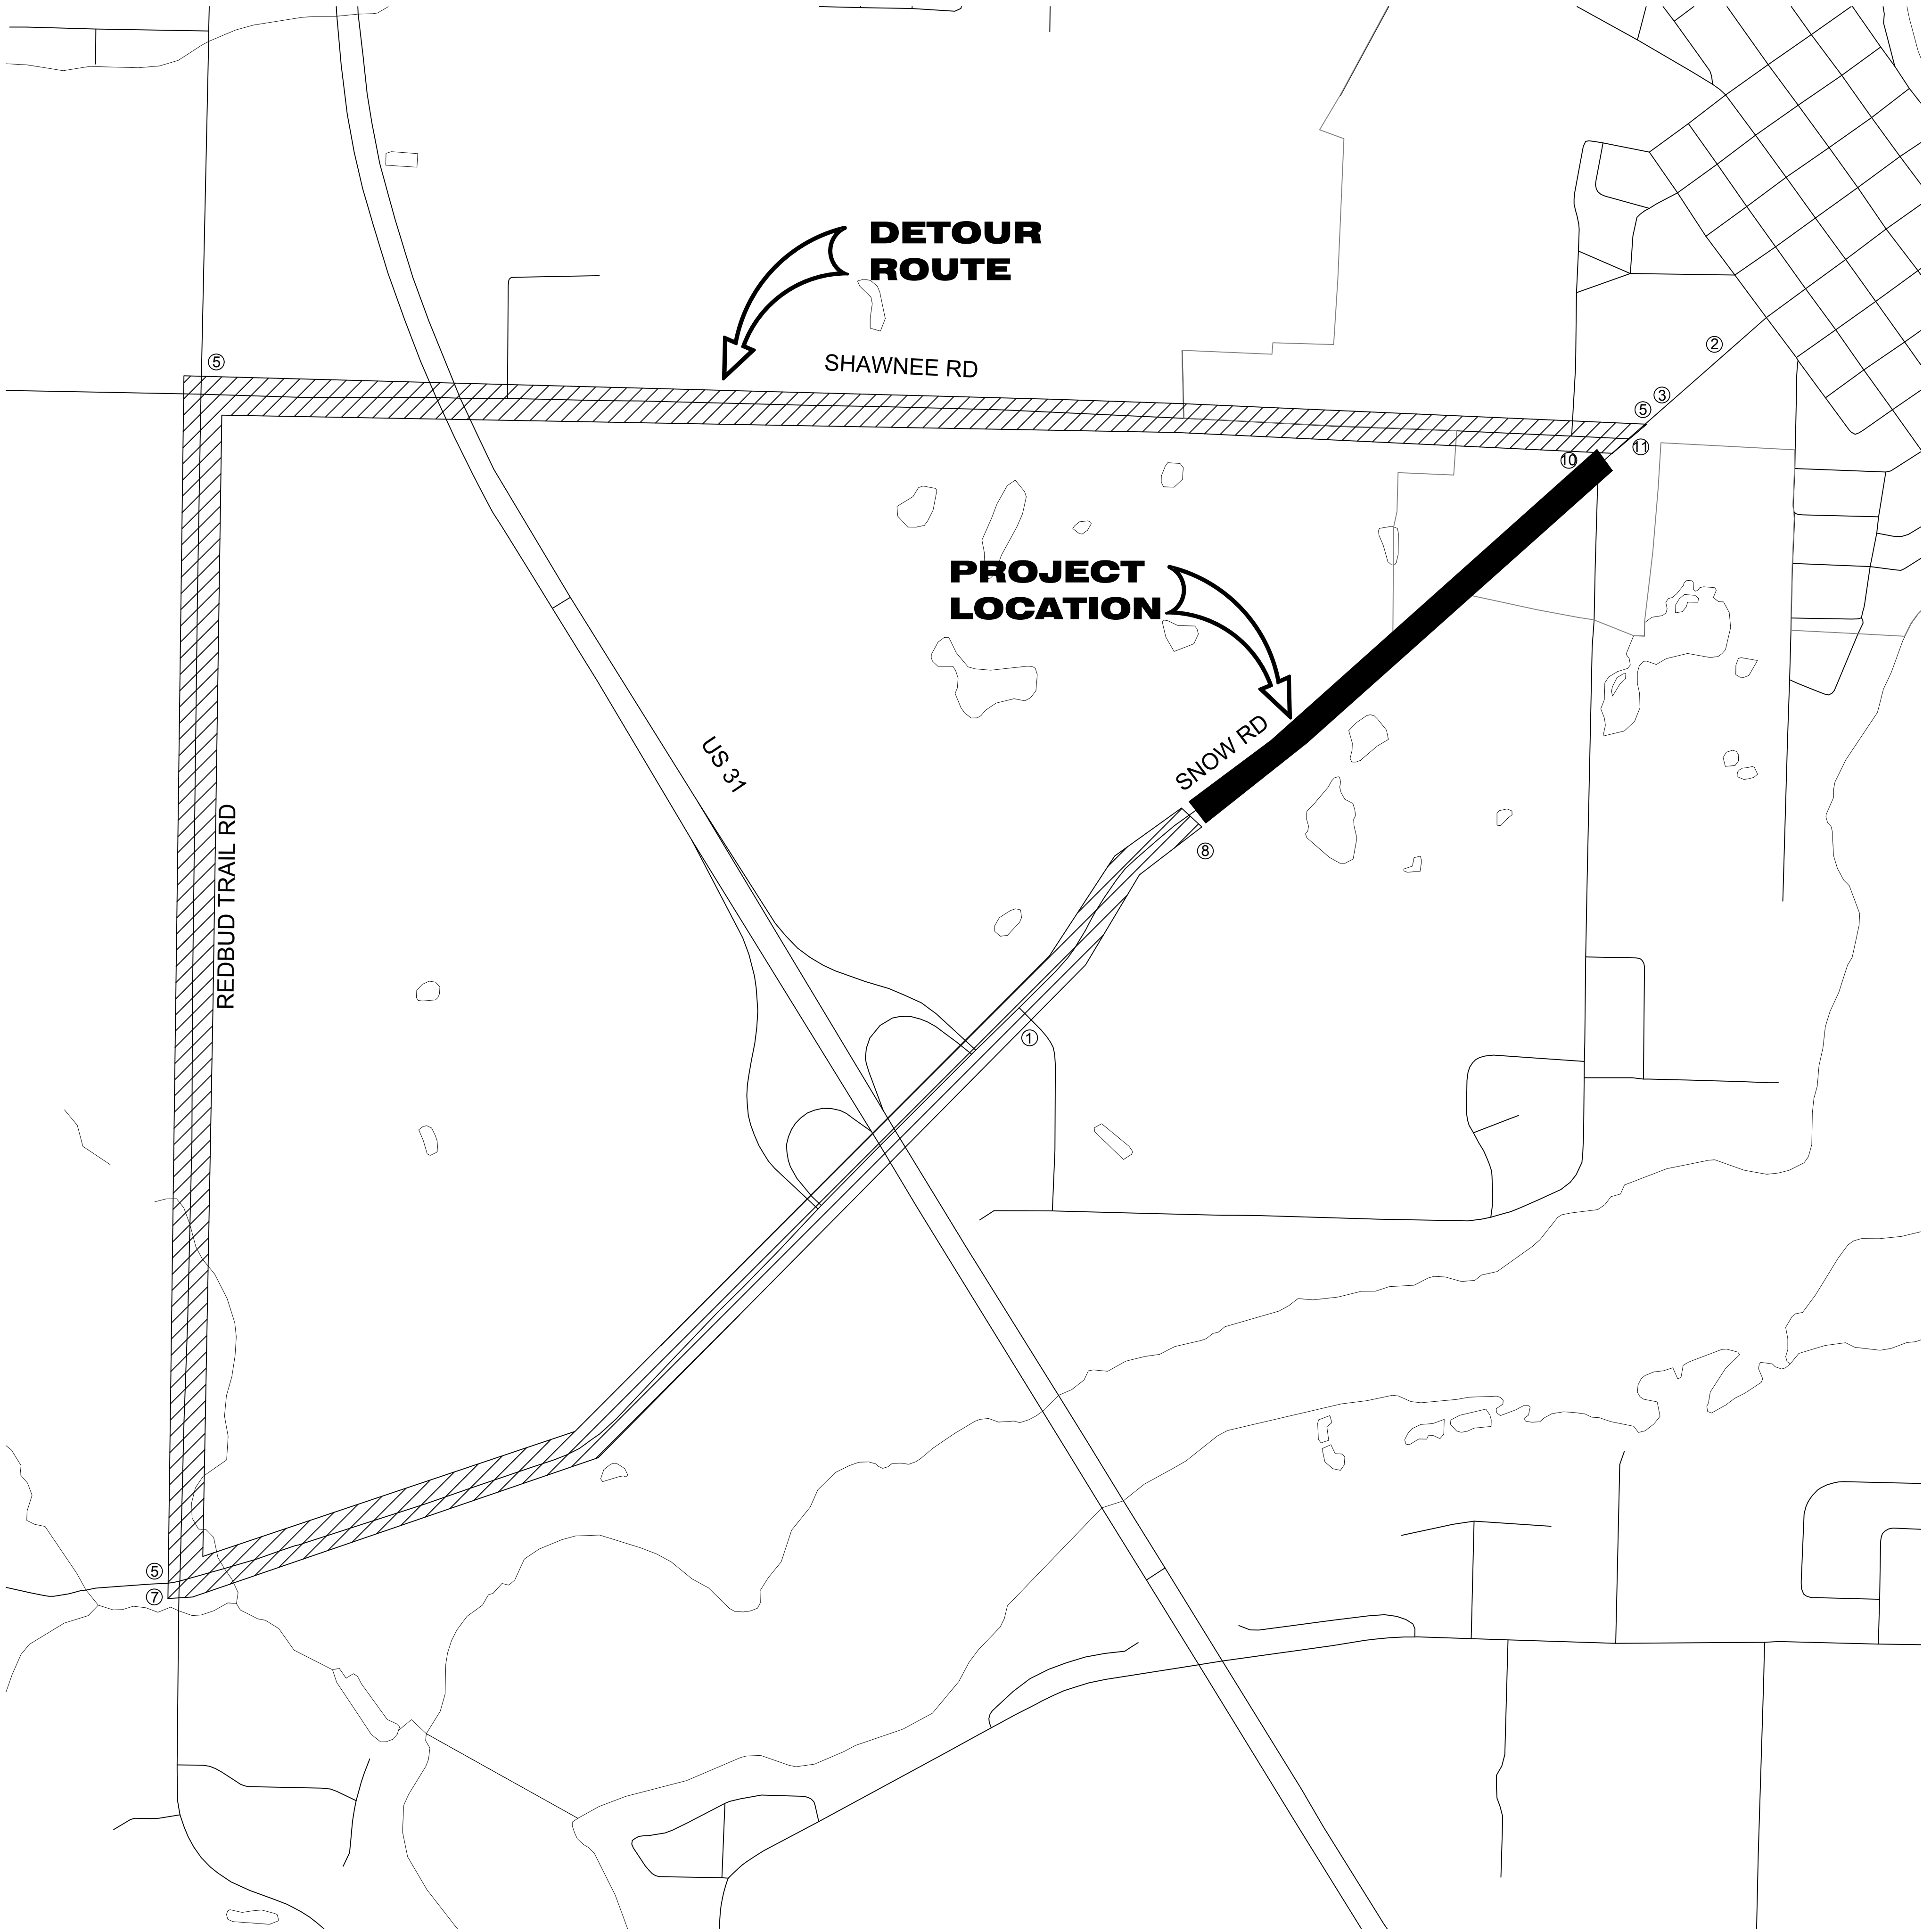 DETOUR
ROUTE
②
SHAWNEE RD
⑤
③
⑤
⑪
⑩
PROJECT
LOCATION
SNOW RD
US 31
REDBUD TRAIL RD
⑧
①
⑤
⑦